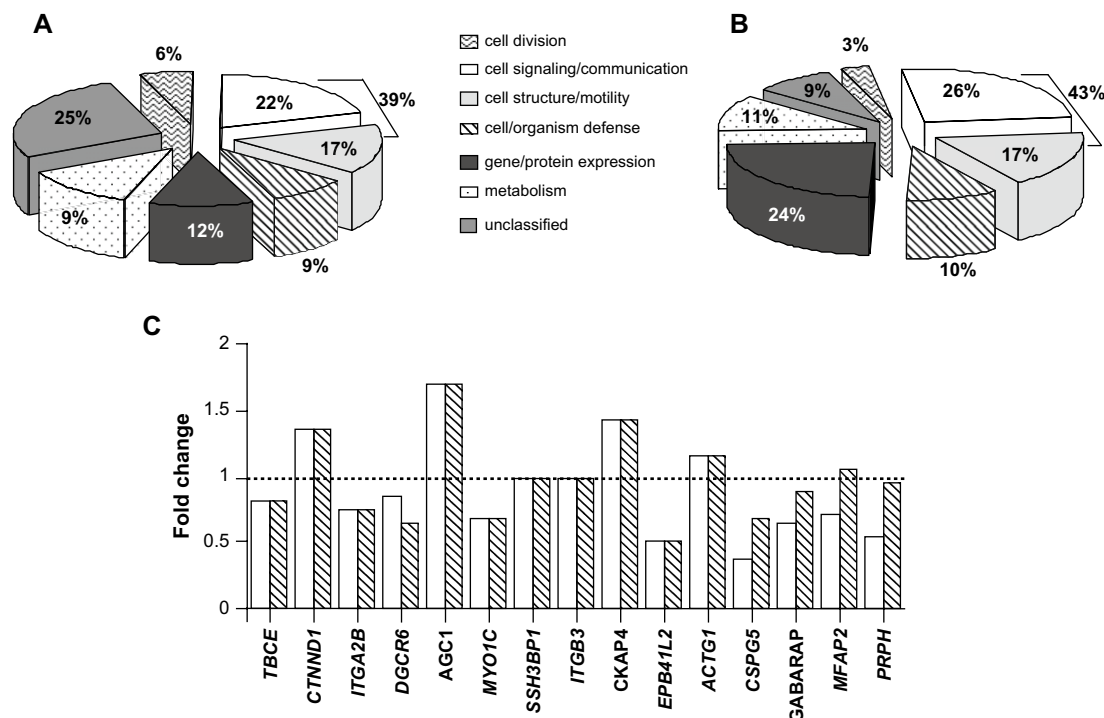 A
6%
22%
39%
25%
17%
9%
12%
9%
cell division
cell signaling/communication
cell structure/motility
cell/organism defense
gene/protein expression
metabolism
unclassified
B
3%
9%
26%
43%
11%
17%
24%
10%
C
Fold change
2
1.5
1
0.5
0
TBCE
CTNND1
ITGA2B
DGCR6
AGC1
MYO1C
SSH3BP1
ITGB3
CKAP4
EPB41L2
ACTG1
CSPG5
GABARAP
MFAP2
PRPH